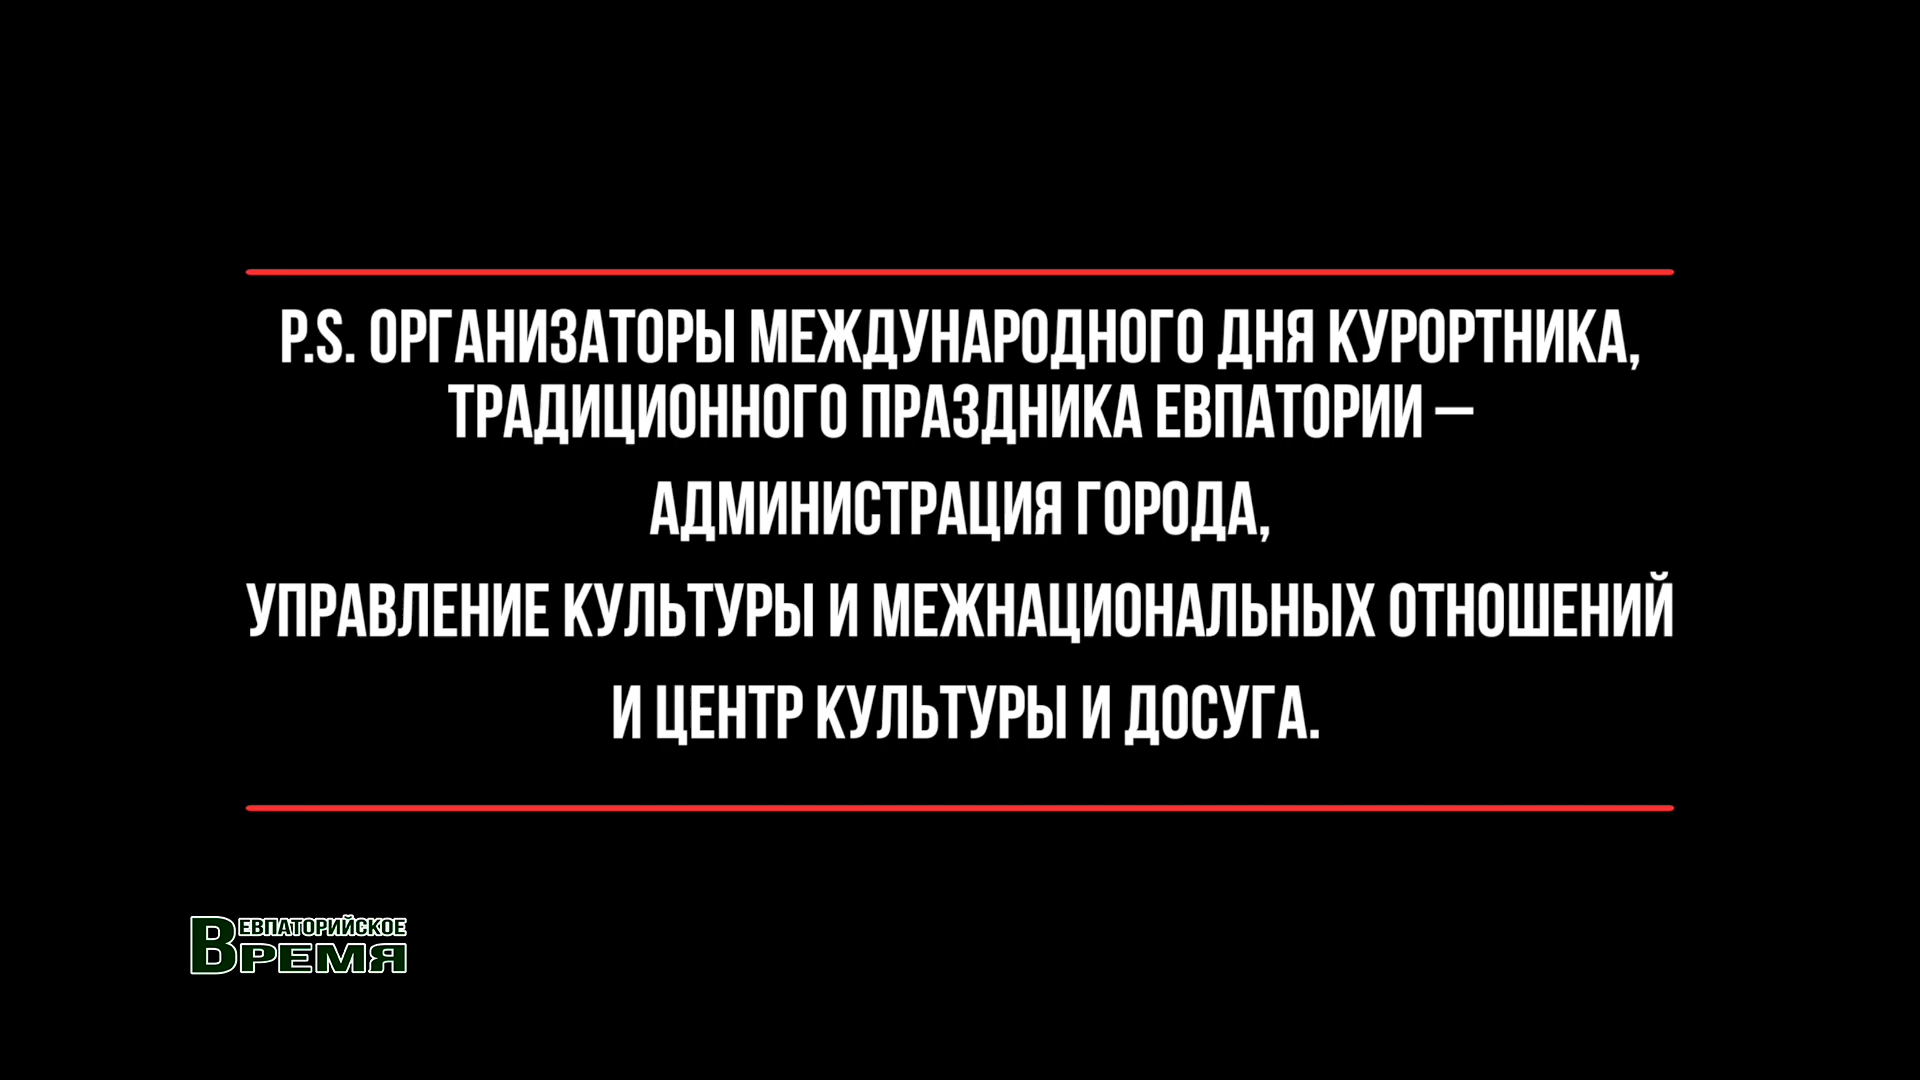 P.S. ОРГАНИЗАТОРЫ МЕЖДУНАРОДНОГО ДНЯ КУРОРТНИКА,
ТРАДИЦИОННОГО ПРАЗДНИКА ЕВПАТОРИИ –
АДМИНИСТРАЦИЯ ГОРОДА,
УПРАВЛЕНИЕ КУЛЬТУРЫ И МЕЖНАЦИОНАЛЬНЫХ ОТНОШЕНИЙ
И ЦЕНТР КУЛЬТУРЫ И ДОСУГА.
ЕВПАТОРИЙСКОЕ
ВРЕМЯ